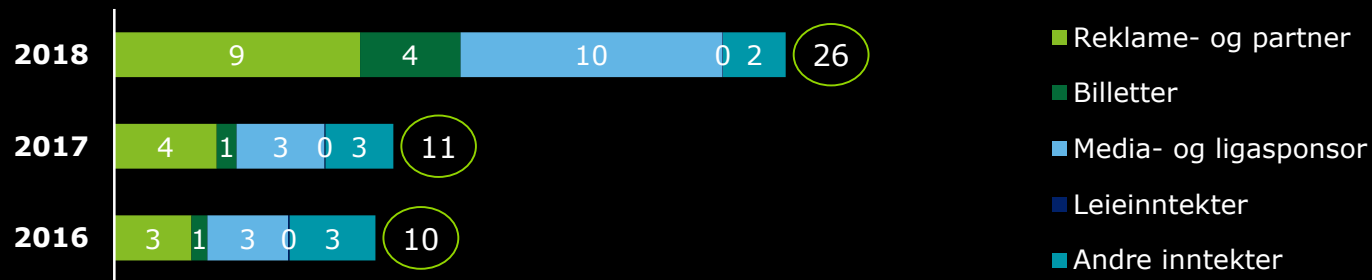 2018 9 4 10 0 2 26
2017 4 1 3 0 3 11
2016 3 1 3 0 3 10
Reklame- og partner
Billetter
Media- og ligasponsor
Leieinntekter
Andre inntekter